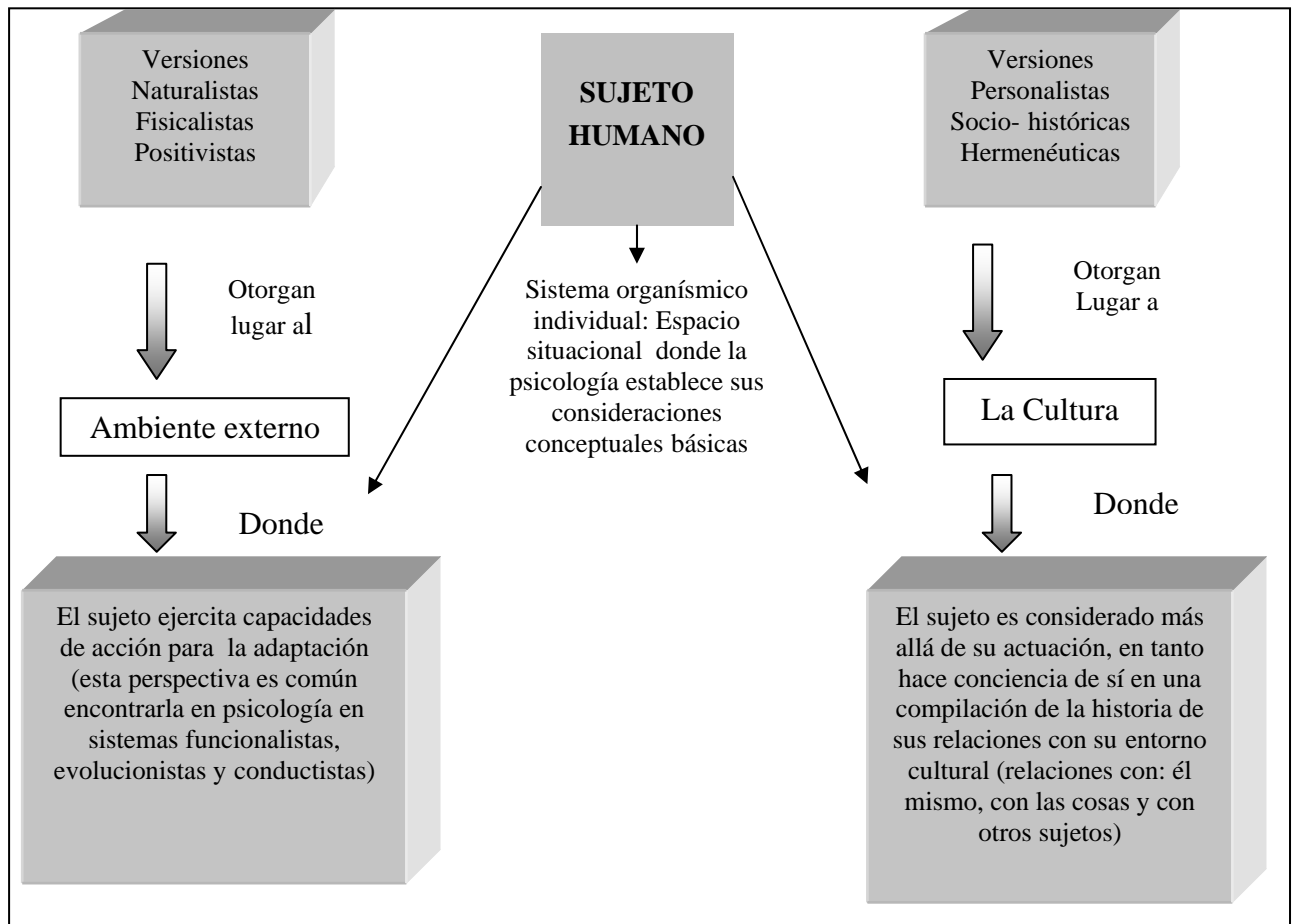 Versiones
Naturalistas
Fisicalistas
Positivistas
Otorgan
lugar al
Ambiente externo
Donde
El sujeto ejercita capacidades
de acción para la adaptación
(esta perspectiva es común
encontrarla en psicología en
sistemas funcionalistas,
evolucionistas y conductistas)
SUJETO
HUMANO
Sistema organísmico
individual: Espacio
situacional donde la
psicología establece sus
consideraciones
conceptuales básicas
Versiones
Personalistas
Socio- históricas
Hermenéuticas
Otorgan
Lugar a
La Cultura
Donde
El sujeto es considerado más
allá de su actuación, en tanto
hace conciencia de sí en una
compilación de la historia de
sus relaciones con su entorno
cultural (relaciones con: él
mismo, con las cosas y con
otros sujetos)